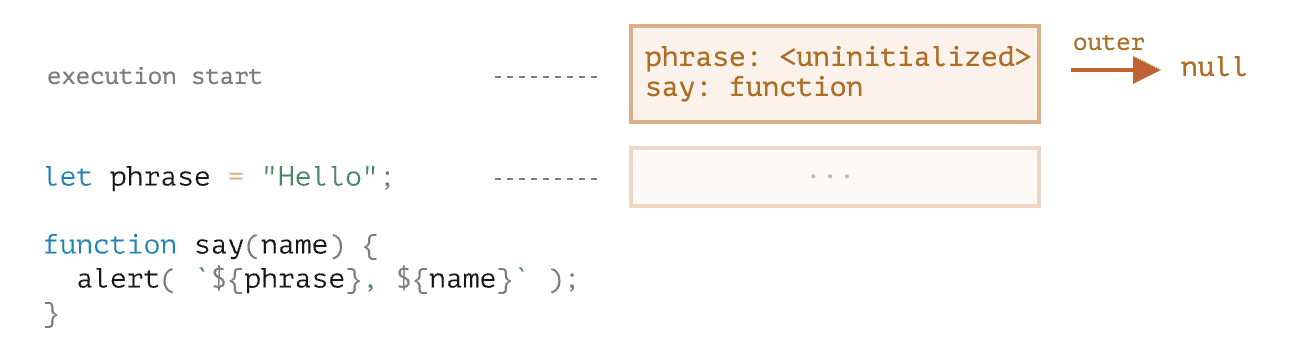 execution start
---------
phrase: <uninitialized>
say: function
outer
null
let phrase = "Hello";
---------
...
function say(name) {
  alert( `${phrase}, ${name}` );
}